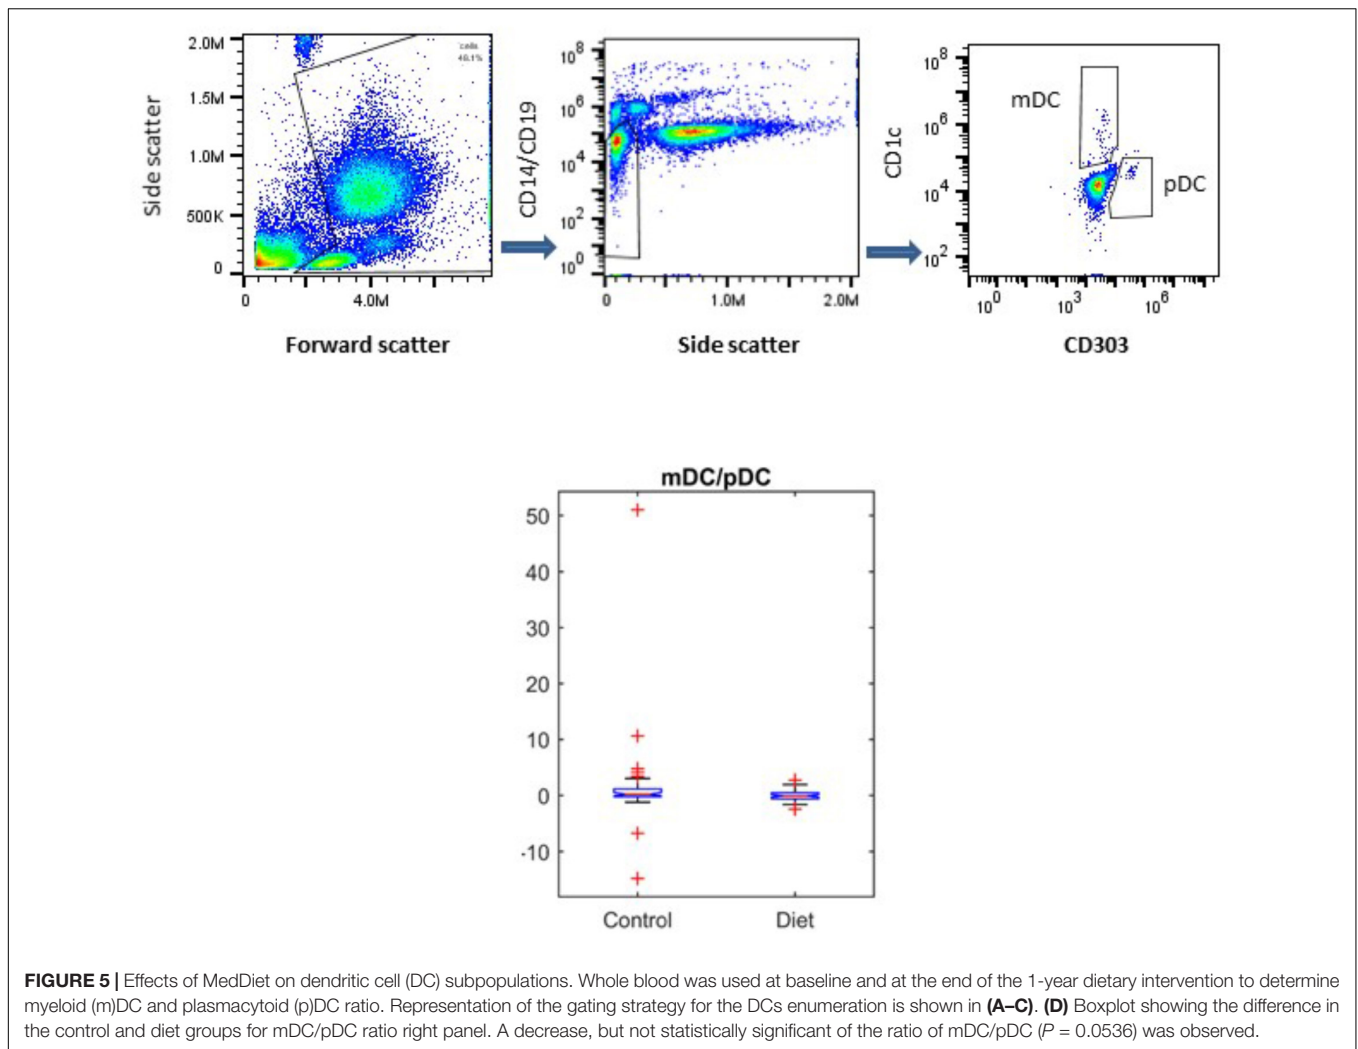 2.0M
1.5M
1.0M
500K
0
Side scatter
cells
46.1%
0
4.0M
Forward scatter
10^8
10^6
10^4
10^2
10^0
CD14/CD19
0
1.0M
2.0M
Side scatter
10^8
10^6
10^4
10^2
CD1c
mDC
pDC
10^0
10^3
10^6
CD303
mDC/pDC
50
40
30
20
10
0
-10
Control
Diet
FIGURE 5 | Effects of MedDiet on dendritic cell (DC) subpopulations. Whole blood was used at baseline and at the end of the 1-year dietary intervention to determine
myeloid (m)DC and plasmacytoid (p)DC ratio. Representation of the gating strategy for the DCs enumeration is shown in (A–C). (D) Boxplot showing the difference in
the control and diet groups for mDC/pDC ratio right panel. A decrease, but not statistically significant of the ratio of mDC/pDC (P = 0.0536) was observed.